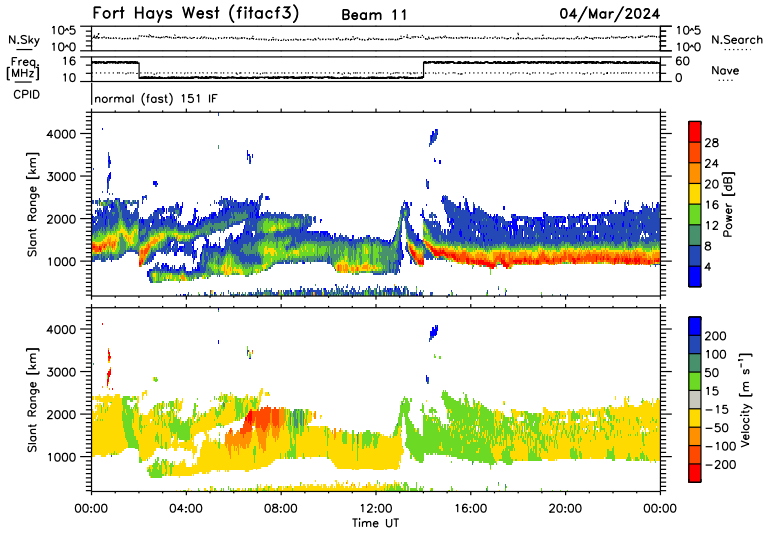 Fort Hays West (fitacf3) Beam 11 04/Mar/2024
10^5 10^5
N.Sky N.Search
10^0 10^0
Freq. 16 60
[MHz] Nave
10 0
CPID normal (fast) 151 IF
4000
3000
2000
1000
Slant Range [km]
28
24
20
16
12
8
4
Power [dB]
4000
3000
2000
1000
Slant Range [km]
200
100
50
15
-15
-50
-100
-200
Velocity [m s^-1]
00:00 04:00 08:00 12:00 16:00 20:00 00:00
Time UT